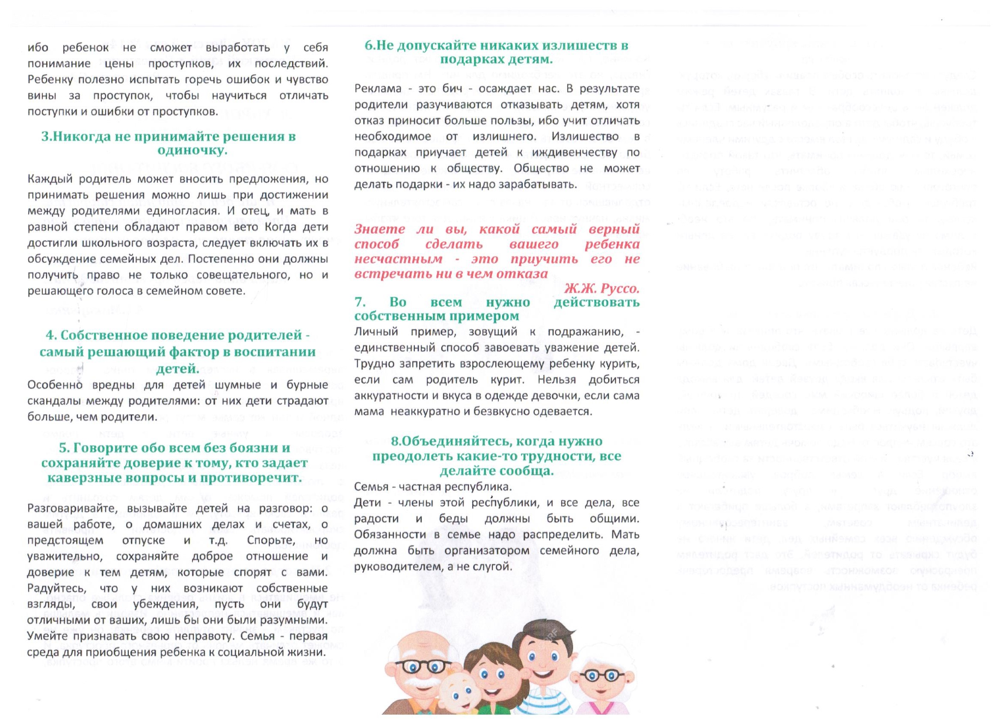 ибо ребенок не сможет выработать у себя
понимание цены проступков, их последствий.
Ребенку полезно испытать горечь ошибок и чувство
вины за проступок, чтобы научиться отличать
поступки и ошибки от проступков.
3.Никогда не принимайте решения в
одиночку.
Каждый родитель может вносить предложения, но
принимать решения можно лишь при достижении
между родителями единогласия. И отец, и мать в
равной степени обладают правом вето Когда дети
достигли школьного возраста, следует включать их в
обсуждение семейных дел. Постепенно они должны
получить право не только совещательного, но и
решающего голоса в семейном совете.
4. Собственное поведение родителей -
самый решающий фактор в воспитании
детей.
Особенно вредны для детей шумные и бурные
скандалы между родителями: от них дети страдают
больше, чем родители.
5. Говорите обо всем без боязни и
сохраняйте доверие к тому, кто задает
каверзные вопросы и противоречит.
Разговаривайте, вызывайте детей на разговор: о
вашей работе, о домашних делах и счетах, о
предстоящем отпуске и т.д. Спорьте, но
уважительно, сохраняйте доброе отношение и
доверие к тем детям, которые спорят с вами.
Радуйтесь, что у них возникают собственные
взгляды, свои убеждения, пусть они будут
отличными от ваших, лишь бы они были разумными.
Умейте признавать свою неправоту. Семья - первая
среда для приобщения ребенка к социальной жизни.
6.Не допускайте никаких излишеств в
подарках детям.
Реклама - это бич - осаждает нас. В результате
родители разучиваются отказывать детям, хотя
отказ приносит больше пользы, ибо учит отличать
необходимое от излишнего. Излишество в
подарках приучает детей к иждивенчеству по
отношению к обществу. Общество не может
делать подарки - их надо зарабатывать.
Знаете ли вы, какой самый верный
способ сделать вашего ребенка
несчастным - это приучить его не
встречать ни в чем отказа
Ж.Ж. Руссо.
7. Во всем нужно действовать
собственным примером
Личный пример, зовущий к подражанию, -
единственный способ завоевать уважение детей.
Трудно запретить взрослеющему ребенку курить,
если сам родитель курит. Нельзя добиться
аккуратности и вкуса в одежде девочки, если сама
мама неаккуратно и безвкусно одевается.
8.Объединяйтесь, когда нужно
преодолеть какие-то трудности, все
делайте сообща.
Семья - частная республика.
Дети - члены этой республики, и все дела, все
радости и беды должны быть общими.
Обязанности в семье надо распределить. Мать
должна быть организатором семейного дела,
руководителем, а не слугой.